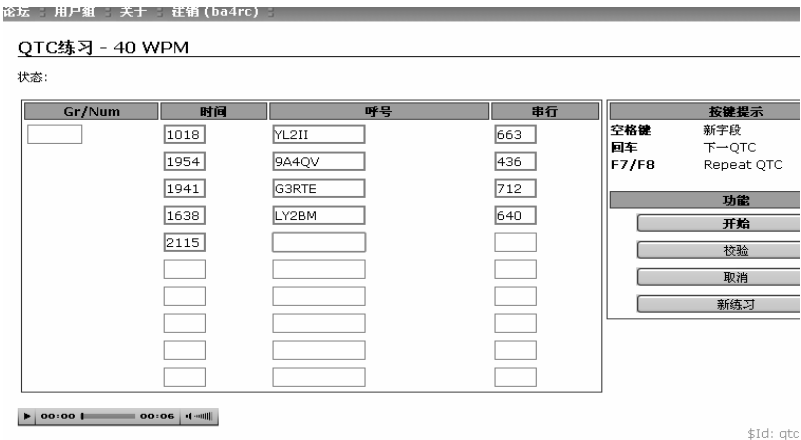 论坛 : 用户组 : 关于 : 注销 (ba4rc) :
QTC练习 - 40 WPM
状态:
Gr/Num 时间 呼号 串行
1018 YL2II 663
1954 9A4QV 436
1941 G3RTE 712
1638 LY2BM 640
2115
按键提示
空格键 新字段
回车 下一QTC
F7/F8 Repeat QTC
功能
开始
校验
取消
新练习
00:00 00:06
$Id: qtc